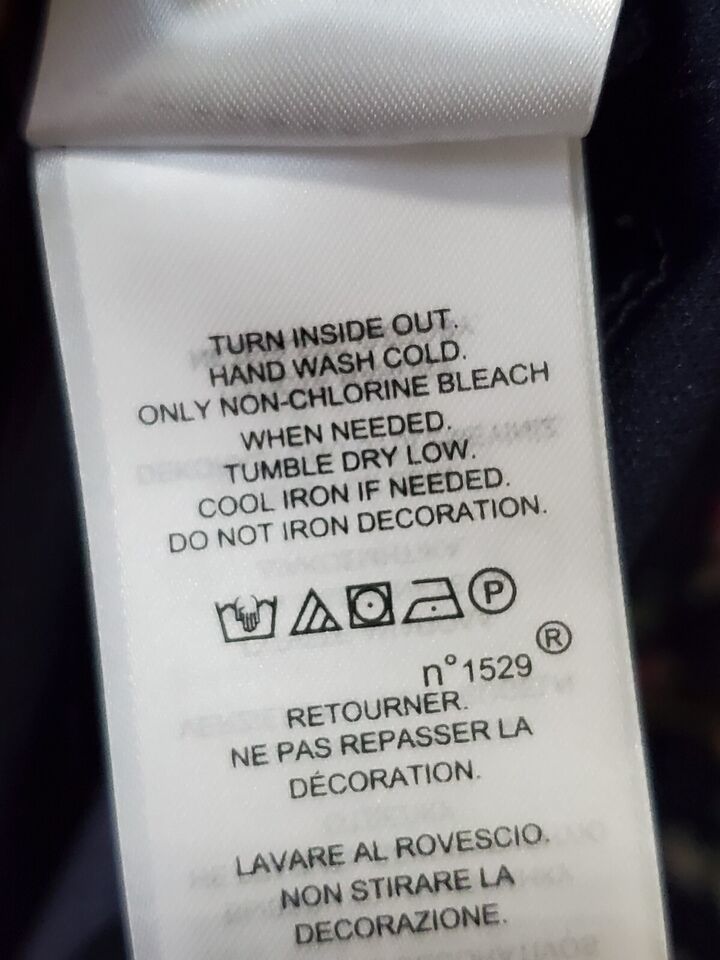 TURN INSIDE OUT.
HAND WASH COLD.
ONLY NON-CHLORINE BLEACH
WHEN NEEDED.
TUMBLE DRY LOW.
COOL IRON IF NEEDED.
DO NOT IRON DECORATION.
P
®
n°1529
RETOURNER.
NE PAS REPASSER LA
DÉCORATION.
LAVARE AL ROVESCIO.
NON STIRARE LA
DECORAZIONE.